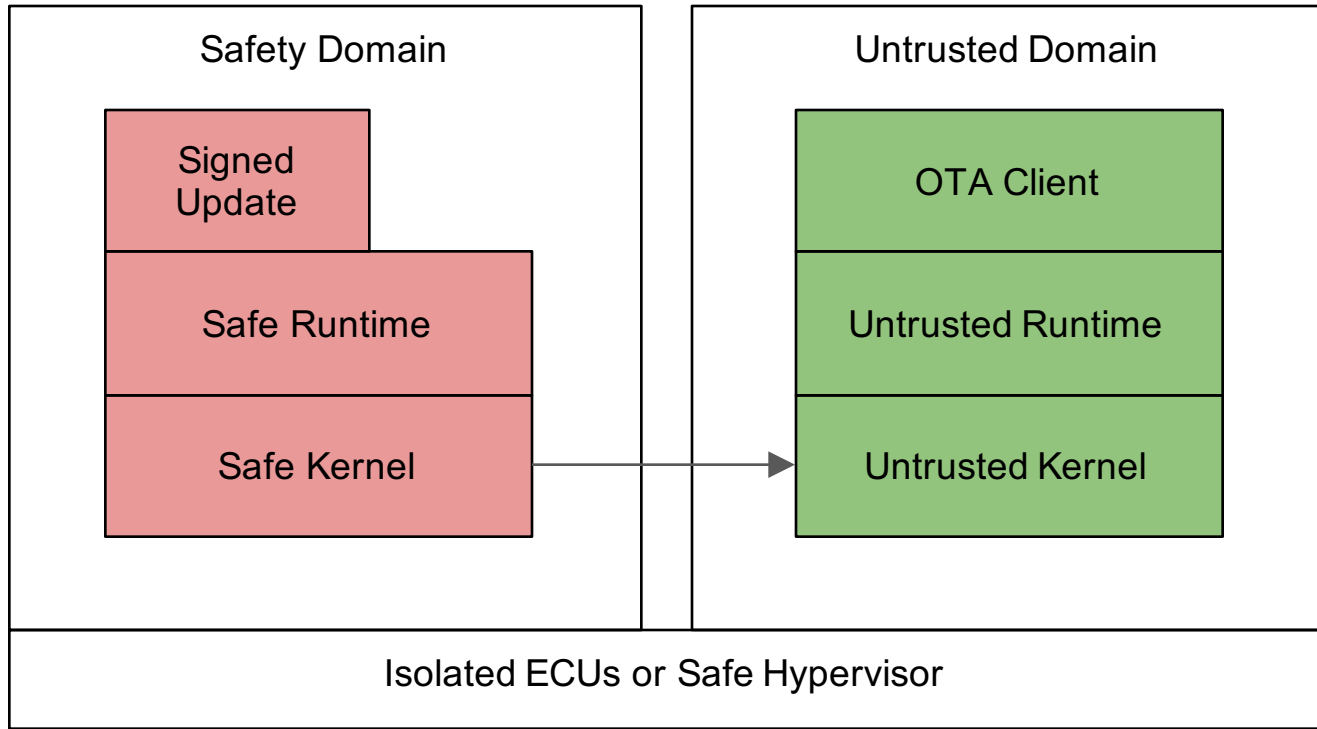 Safety Domain
Signed
Update
Safe Runtime
Safe Kernel
Untrusted Domain
OTA Client
Untrusted Runtime
Untrusted Kernel
Isolated ECUs or Safe Hypervisor